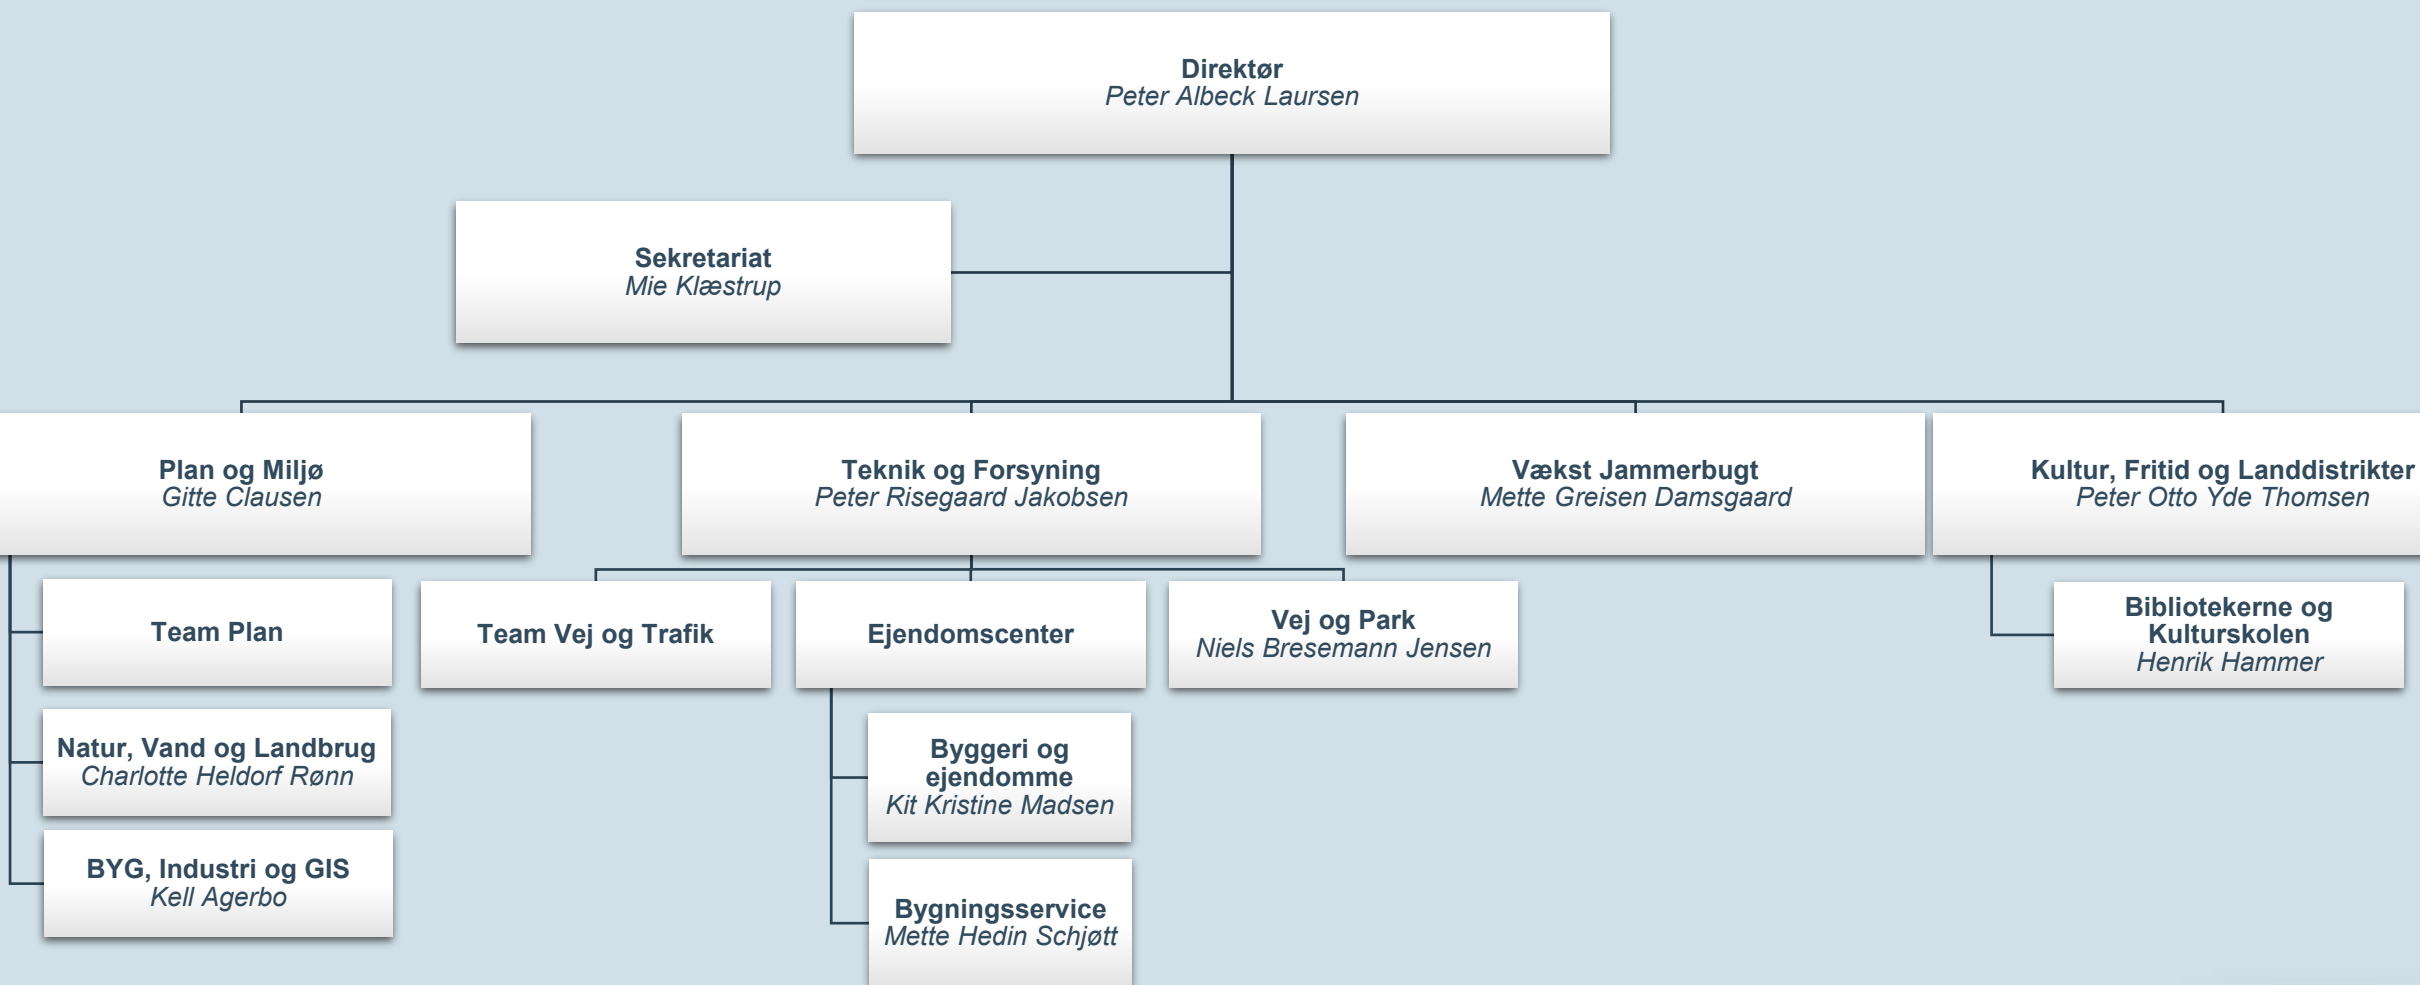 Direktør
Peter Albeck Laursen
Sekretariat
Mie Klæstrup
Plan og Miljø
Gitte Clausen
Teknik og Forsyning
Peter Risegaard Jakobsen
Vækst Jammerbugt
Mette Greisen Damsgaard
Kultur, Fritid og Landdistrikter
Peter Otto Yde Thomsen
Team Plan
Team Vej og Trafik
Ejendomscenter
Vej og Park
Niels Bresemann Jensen
Bibliotekerne og
Kulturskolen
Henrik Hammer
Natur, Vand og Landbrug
Charlotte Heldorf Rønn
Byggeri og
ejendomme
Kit Kristine Madsen
BYG, Industri og GIS
Kell Agerbo
Bygningsservice
Mette Hedin Schjøtt